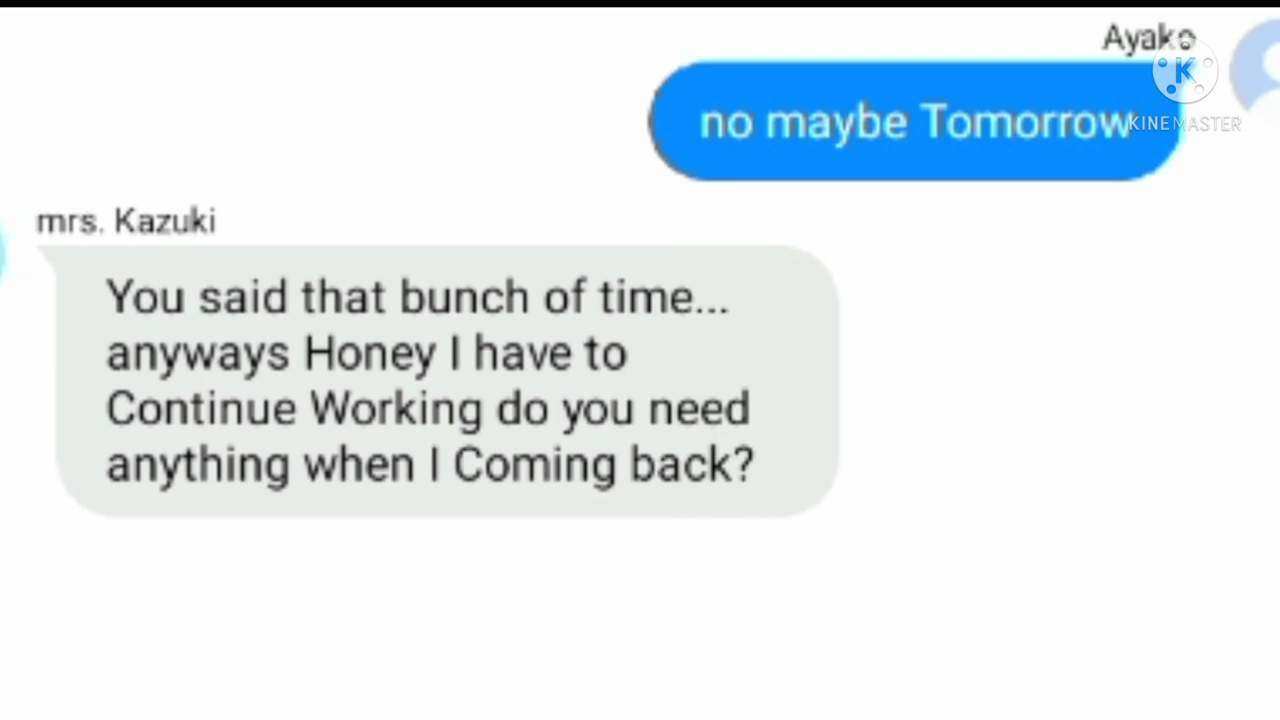 Ayako
K
no maybe Tomorrow
KINEMASTER
mrs. Kazuki
You said that bunch of time...
anyways Honey I have to
Continue Working do you need
anything when I Coming back?